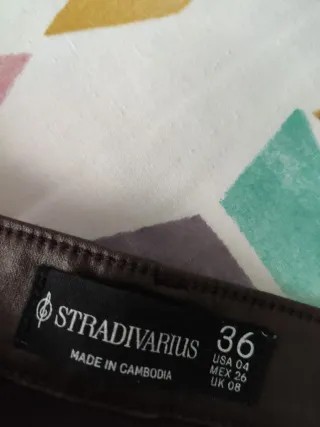 STRADIVARIUS
MADE IN CAMBODIA
36
USA 04
MEX 26
UK 08